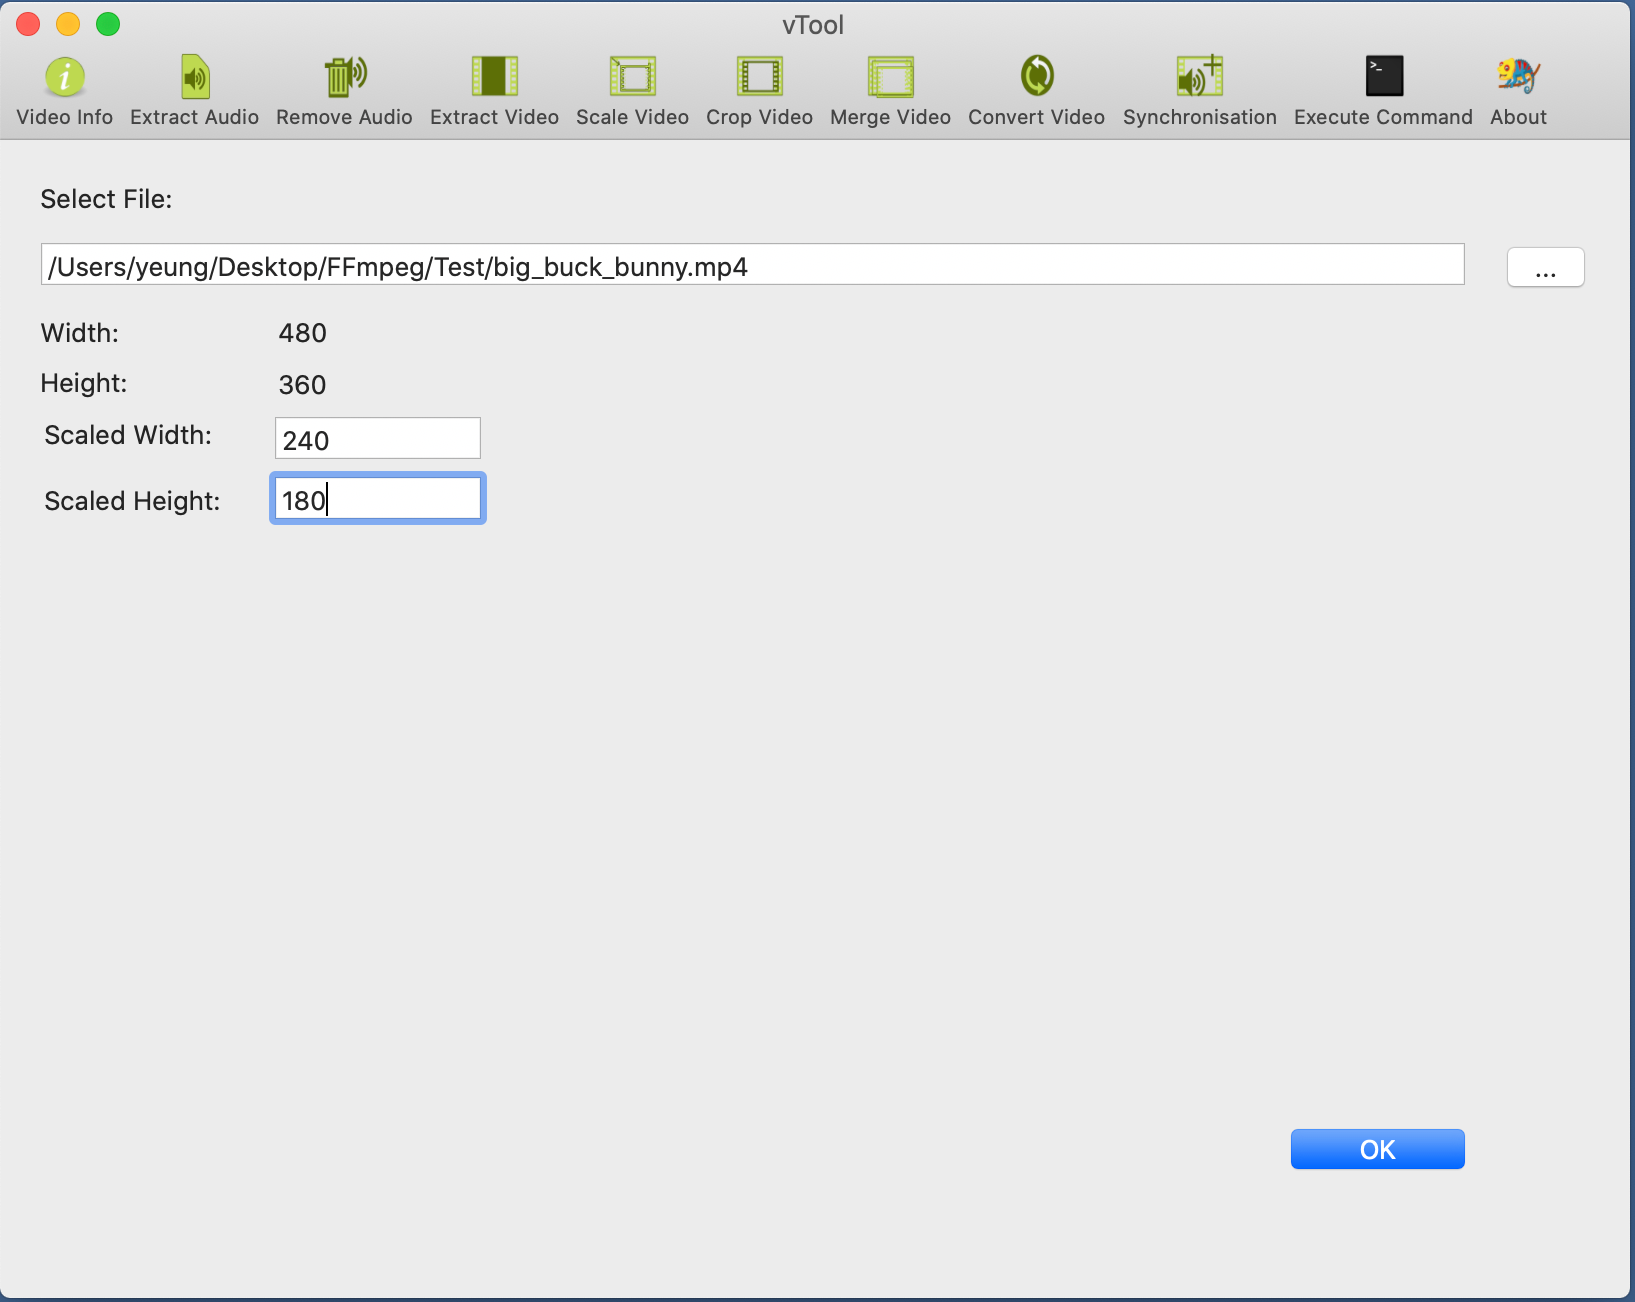 vTool
Video Info Extract Audio Remove Audio Extract Video Scale Video Crop Video Merge Video Convert Video Synchronisation Execute Command About
Select File:
/Users/yeung/Desktop/FFmpeg/Test/big_buck_bunny.mp4 ...
Width: 480
Height: 360
Scaled Width: 240
Scaled Height: 180
OK